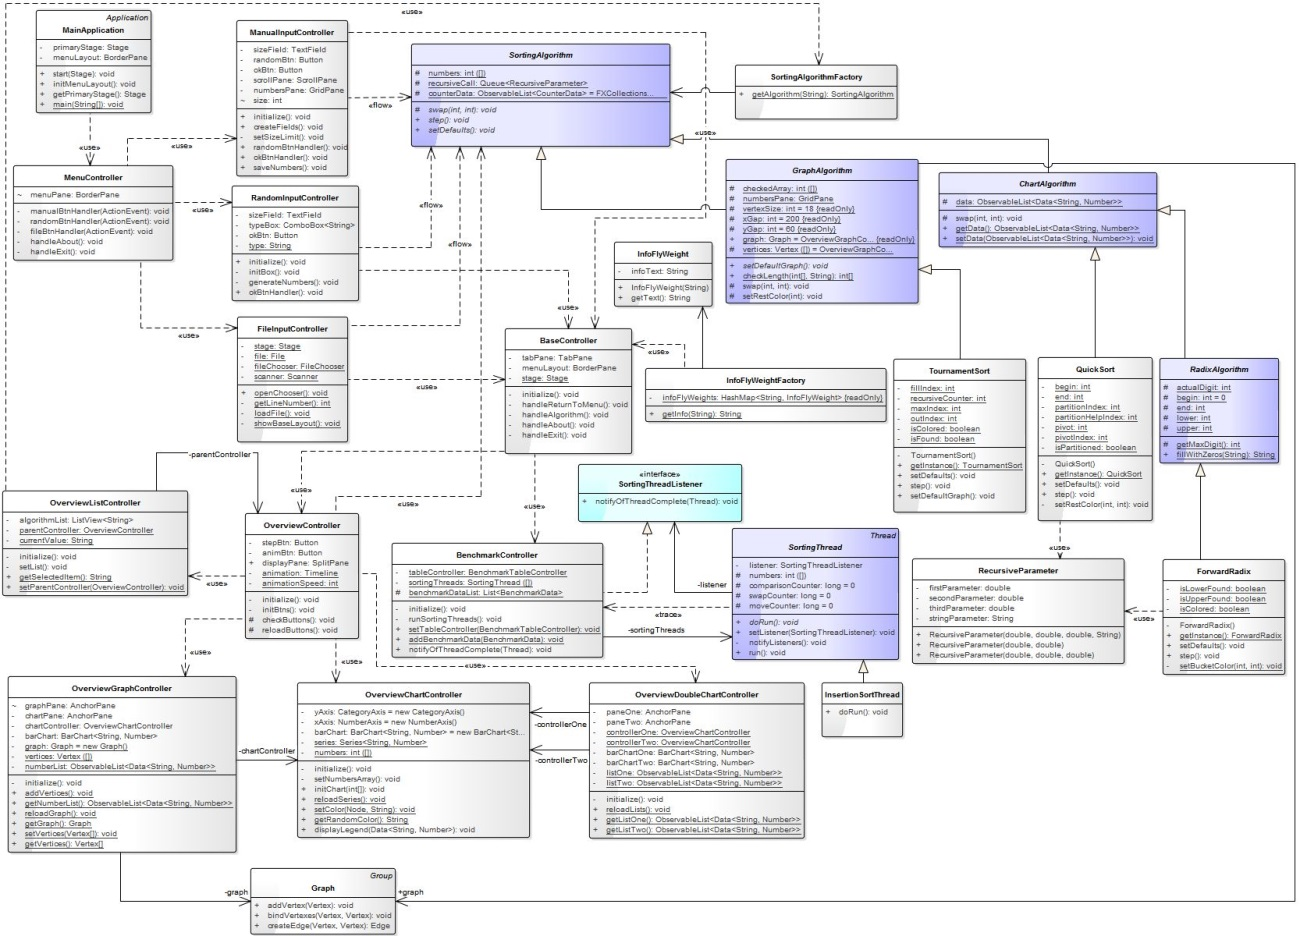 Application
MainApplication
- primaryStage: Stage
- menuLayout: BorderPane
+ start(Stage): void
+ initMenuLayout(): void
+ getPrimaryStage(): Stage
+ main(String[]): void
«use»
MenuController
~ menuPane: BorderPane
- manualBtnHandler(ActionEvent): void
- randomBtnHandler(ActionEvent): void
- fileBtnHandler(ActionEvent): void
- handleAbout(): void
- handleExit(): void
«use»
«use»
«use»
ManualInputController
- sizeField: TextField
- randomBtn: Button
- okBtn: Button
- scrollPane: ScrollPane
- numbersPane: GridPane
~ size: int
+ initialize(): void
+ createFields(): void
- setSizeLimit(): void
+ randomBtnHandler(): void
+ okBtnHandler(): void
+ saveNumbers(): void
RandomInputController
- sizeField: TextField
- typeBox: ComboBox<String>
- okBtn: Button
- type: String
+ initialize(): void
- initBox(): void
- generateNumbers(): void
+ okBtnHandler(): void
FileInputController
- stage: Stage
- file: File
- fileChooser: FileChooser
- scanner: Scanner
+ openChooser(): void
- getLineNumber(): int
- loadFile(): void
- showBaseLayout(): void
«use»
«flow»
«flow»
«flow»
SortingAlgorithm
# numbers: int ([])
# recursiveCall: Queue<RecursiveParameter>
# counterData: ObservableList<CounterData> = FXCollections...
# swap(int, int): void
+ step(): void
+ setDefaults(): void
SortingAlgorithmFactory
+ getAlgorithm(String): SortingAlgorithm
«use»
GraphAlgorithm
# checkedArray: int ([])
# numbersPane: GridPane
# vertexSize: int = 18 {readOnly}
# xGap: int = 200 {readOnly}
# yGap: int = 60 {readOnly}
+ graph: Graph = OverviewGraphCo... {readOnly}
# vertices: Vertex ([]) = OverviewGraphCo...
+ setDefaultGraph(): void
+ checkLength(int[], String): int[]
# swap(int, int): void
# setRestColor(int): void
ChartAlgorithm
# data: ObservableList<Data<String, Number>>
# swap(int, int): void
+ getData(): ObservableList<Data<String, Number>>
+ setData(ObservableList<Data<String, Number>>): void
InfoFlyWeight
- infoText: String
+ InfoFlyWeight(String)
+ getText(): String
InfoFlyWeightFactory
- infoFlyWeights: HashMap<String, InfoFlyWeight> {readOnly}
+ getInfo(String): String
«use»
«use»
«use»
BaseController
- tabPane: TabPane
- menuLayout: BorderPane
- stage: Stage
- initialize(): void
- handleReturnToMenu(): void
- handleAlgorithm(): void
- handleAbout(): void
- handleExit(): void
TournamentSort
- fillIndex: int
- recursiveCounter: int
- maxIndex: int
- outIndex: int
- isColored: boolean
- isFound: boolean
- TournamentSort()
+ getInstance(): TournamentSort
+ setDefaults(): void
+ step(): void
+ setDefaultGraph(): void
QuickSort
- begin: int
- end: int
- partitionIndex: int
- partitionHelpIndex: int
- pivot: int
- pivotIndex: int
- isPartitioned: boolean
- QuickSort()
+ getInstance(): QuickSort
+ setDefaults(): void
+ step(): void
- setRestColor(int, int): void
RadixAlgorithm
# actualDigit: int
# begin: int = 0
# end: int
# lower: int
# upper: int
# getMaxDigit(): int
+ fillWithZeros(String): String
«use»
RecursiveParameter
- firstParameter: double
- secondParameter: double
- thirdParameter: double
- stringParameter: String
+ RecursiveParameter(double, double, double, String)
+ RecursiveParameter(double, double, double)
+ RecursiveParameter(double, double)
«use»
ForwardRadix
- isLowerFound: boolean
- isUpperFound: boolean
- isColored: boolean
- ForwardRadix()
+ getInstance(): ForwardRadix
+ setDefaults(): void
+ step(): void
- setBucketColor(int, int): void
-parentController
OverviewListController
- algorithmList: ListView<String>
- parentController: OverviewController
- currentValue: String
- initialize(): void
- setList(): void
+ getSelectedItem(): String
+ setParentController(OverviewController): void
«use»
«use»
«use»
«use»
OverviewController
- stepBtn: Button
- animBtn: Button
+ displayPane: SplitPane
- animation: Timeline
- animationSpeed: int
- initialize(): void
- initBtns(): void
# checkButtons(): void
# reloadButtons(): void
«interface»
SortingThreadListener
+ notifyOfThreadComplete(Thread): void
«use»
BenchmarkController
- tableController: BenchmarkTableController
- sortingThreads: SortingThread ([])
# benchmarkDataList: List<BenchmarkData>
- initialize(): void
- runSortingThreads(): void
+ setTableController(BenchmarkTableController): void
+ addBenchmarkData(BenchmarkData): void
+ notifyOfThreadComplete(Thread): void
-listener
«trace»
-sortingThreads
Thread
SortingThread
- listener: SortingThreadListener
# numbers: int ([])
# comparisonCounter: long = 0
# swapCounter: long = 0
# moveCounter: long = 0
+ doRun(): void
+ setListener(SortingThreadListener): void
- notifyListeners(): void
+ run(): void
InsertionSortThread
+ doRun(): void
«use»
«use»
OverviewGraphController
~ graphPane: AnchorPane
- chartPane: AnchorPane
- chartController: OverviewChartController
- barChart: BarChart<String, Number>
- graph: Graph = new Graph()
- vertices: Vertex ([])
- numberList: ObservableList<Data<String, Number>>
- initialize(): void
+ addVertices(): void
+ getNumberList(): ObservableList<Data<String, Number>>
+ reloadGraph(): void
+ getGraph(): Graph
+ setVertices(Vertex[]): void
+ getVertices(): Vertex[]
-chartController
OverviewChartController
- yAxis: CategoryAxis = new CategoryAxis()
- xAxis: NumberAxis = new NumberAxis()
- barChart: BarChart<String, Number> = new BarChart<St...
- series: Series<String, Number>
- numbers: int ([])
- initialize(): void
- setNumbersArray(): void
+ initChart(int[]): void
+ reloadSeries(): void
+ setColor(Node, String): void
+ getRandomColor(): String
+ displayLegend(Data<String, Number>): void
-controllerOne
-controllerTwo
OverviewDoubleChartController
- paneOne: AnchorPane
- paneTwo: AnchorPane
- controllerOne: OverviewChartController
- controllerTwo: OverviewChartController
- barChartOne: BarChart<String, Number>
- barChartTwo: BarChart<String, Number>
- listOne: ObservableList<Data<String, Number>>
- listTwo: ObservableList<Data<String, Number>>
- initialize(): void
+ reloadLists(): void
+ getListOne(): ObservableList<Data<String, Number>>
+ getListTwo(): ObservableList<Data<String, Number>>
-graph
+graph
Group
Graph
+ addVertex(Vertex): void
+ bindVertexes(Vertex, Vertex): void
+ createEdge(Vertex, Vertex): Edge